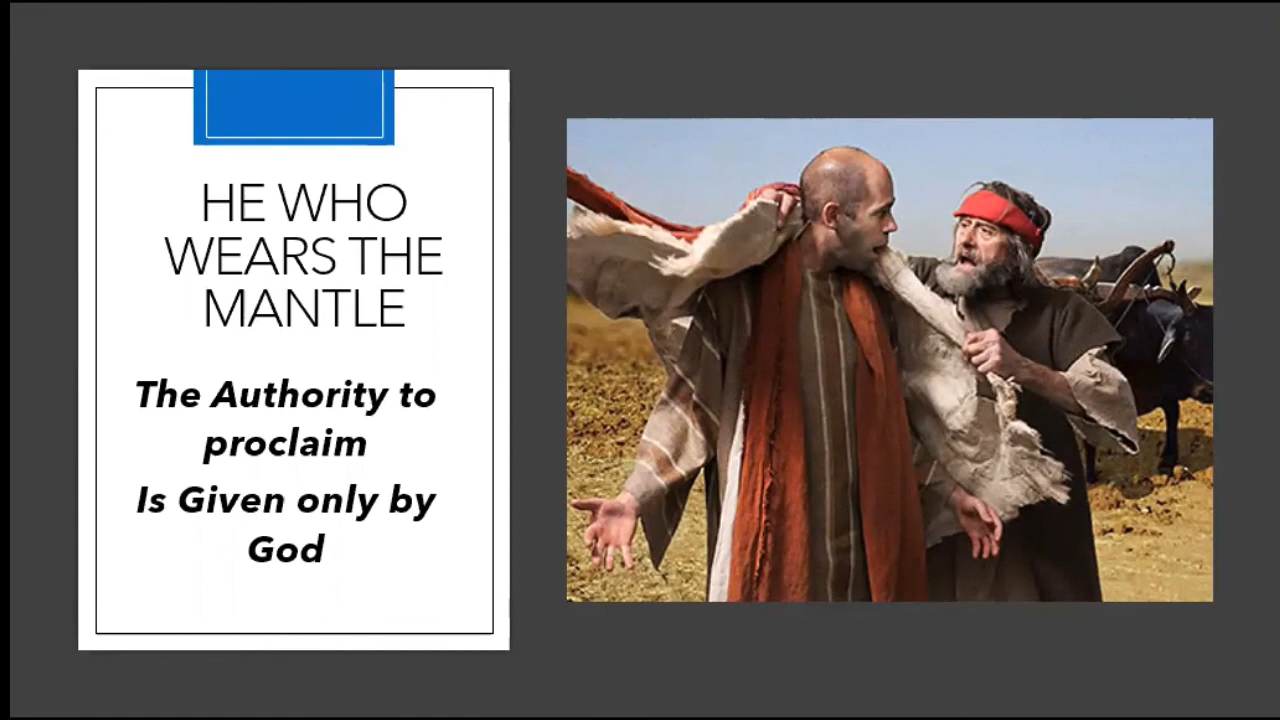 HE WHO
WEARS THE
MANTLE
The Authority to
proclaim
Is Given only by
God